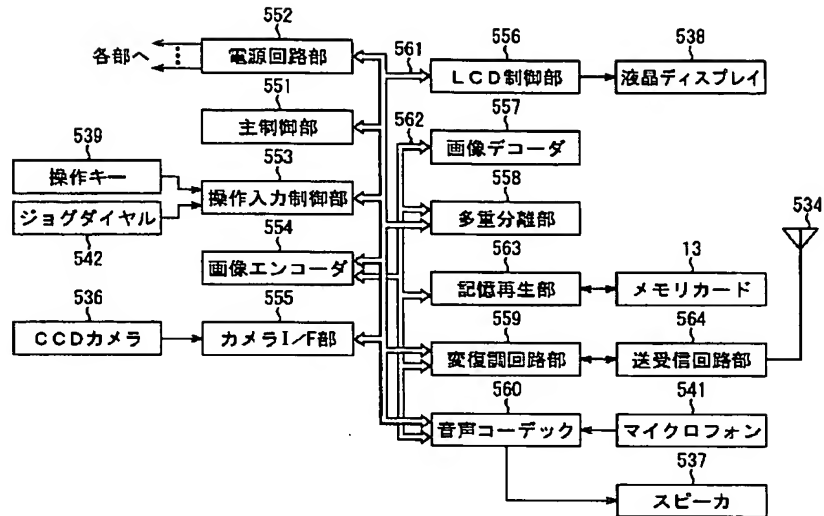 552
各部へ
電源回路部
551
主制御部
539
操作キー
553
操作入力制御部
ジョグダイヤル
542
554
画像エンコーダ
536
CCDカメラ
555
カメラI/F部
561
556
LCD制御部
538
液晶ディスプレイ
562
557
画像デコーダ
558
多重分離部
534
563
記憶再生部
13
メモリカード
559
変復調回路部
564
送受信回路部
560
音声コーデック
541
マイクロフォン
537
スピーカ